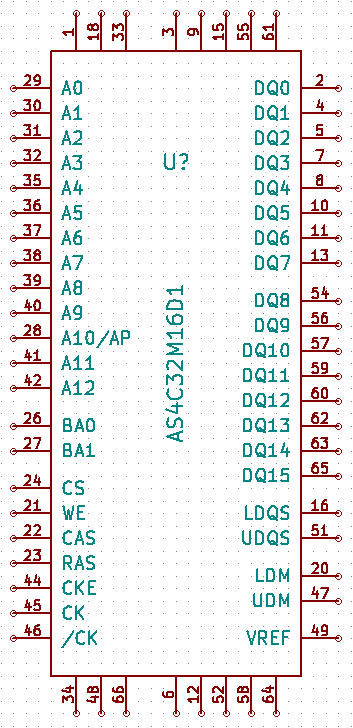 1 18 33 3 9 15 55 61
29 A0 DQ0 2
30 A1 DQ1 4
31 A2 DQ2 5
32 A3 U? DQ3 7
35 A4 DQ4 8
36 A5 DQ5 10
37 A6 DQ6 11
38 A7 DQ7 13
39 A8 DQ8 54
40 A9 DQ9 56
28 A10/AP DQ10 57
41 A11 DQ11 59
42 A12 DQ12 60
AS4C32M16D1
26 BA0 DQ13 62
27 BA1 DQ14 63
DQ15 65
24 CS
21 WE LDQS 16
22 CAS UDQS 51
23 RAS LDM 20
44 CKE UDM 47
45 CK
46 /CK VREF 49
34 48 66 6 12 52 58 64